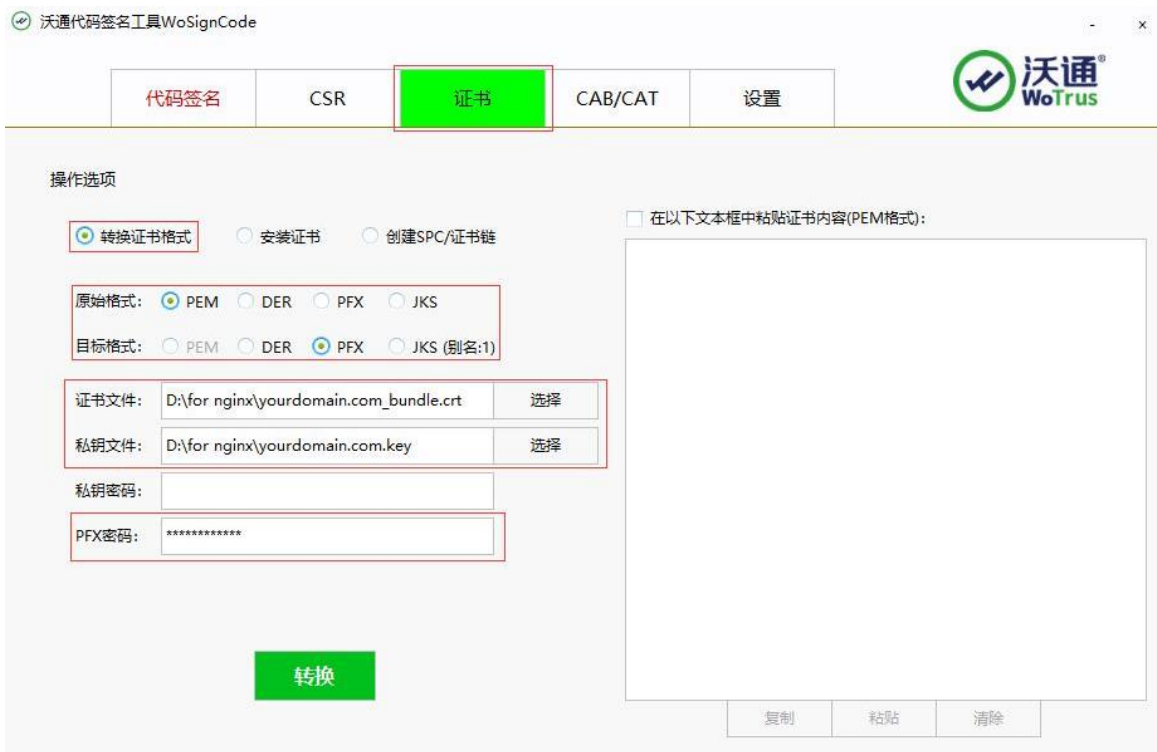 沃通代码签名工具WoSignCode
- x
代码签名 CSR 证书 CAB/CAT 设置
沃通®
WoTrus
操作选项
转换证书格式 安装证书 创建SPC/证书链
在以下文本框中粘贴证书内容(PEM格式):
原始格式: PEM DER PFX JKS
目标格式: PEM DER PFX JKS (别名:1)
证书文件: D:\for nginx\yourdomain.com_bundle.crt 选择
私钥文件: D:\for nginx\yourdomain.com.key 选择
私钥密码:
PFX密码: ************
转换
复制 粘贴 清除